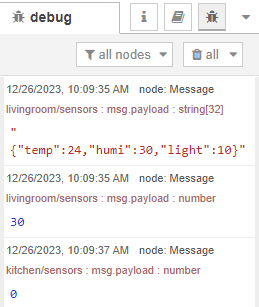 debug
all nodes all
12/26/2023, 10:09:35 AM node: Message
livingroom/sensors : msg.payload : string[32]
"
{"temp":24,"humi":30,"light":10}"
12/26/2023, 10:09:35 AM node: Message
livingroom/sensors : msg.payload : number
30
12/26/2023, 10:09:37 AM node: Message
kitchen/sensors : msg.payload : number
0